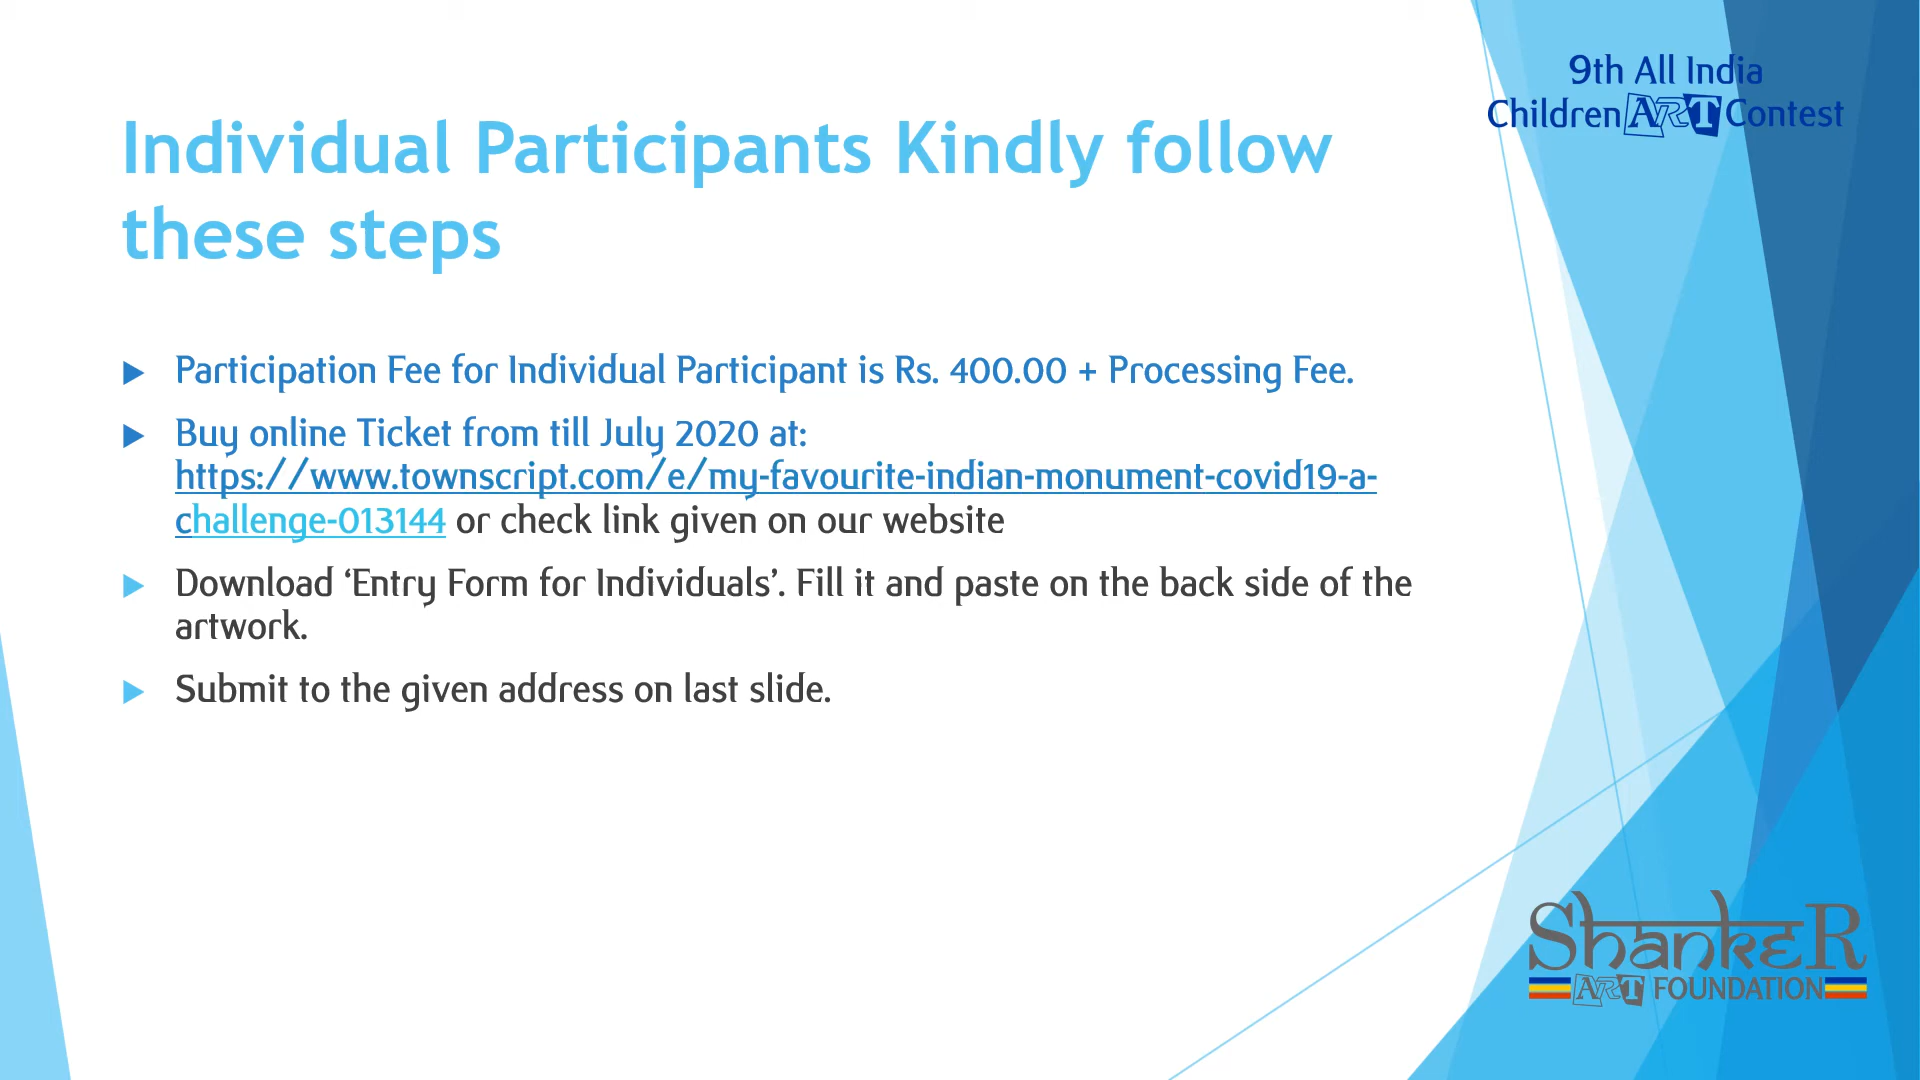 9th All India
Children ART Contest
Individual Participants Kindly follow
these steps
Participation Fee for Individual Participant is Rs. 400.00 + Processing Fee.
Buy online Ticket from till July 2020 at:
https://www.townscript.com/e/my-favourite-indian-monument-covid19-a-
challenge-013144 or check link given on our website
Download ‘Entry Form for Individuals’. Fill it and paste on the back side of the
artwork.
Submit to the given address on last slide.
ShankeR
ART FOUNDATION